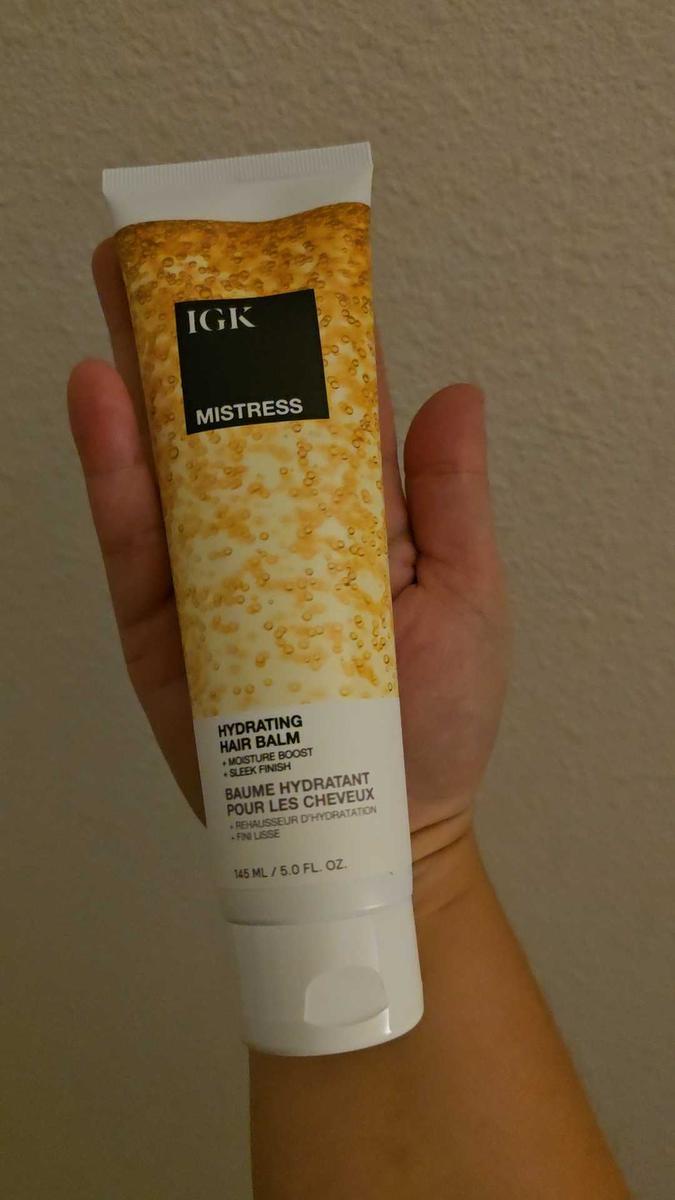 IGK
MISTRESS
HYDRATING
HAIR BALM
+ MOISTURE BOOST
+ SLEEK FINISH
BAUME HYDRATANT
POUR LES CHEVEUX
+ REHAUSSEUR D'HYDRATATION
+ FINI LISSE
145 ML / 5.0 FL. OZ.